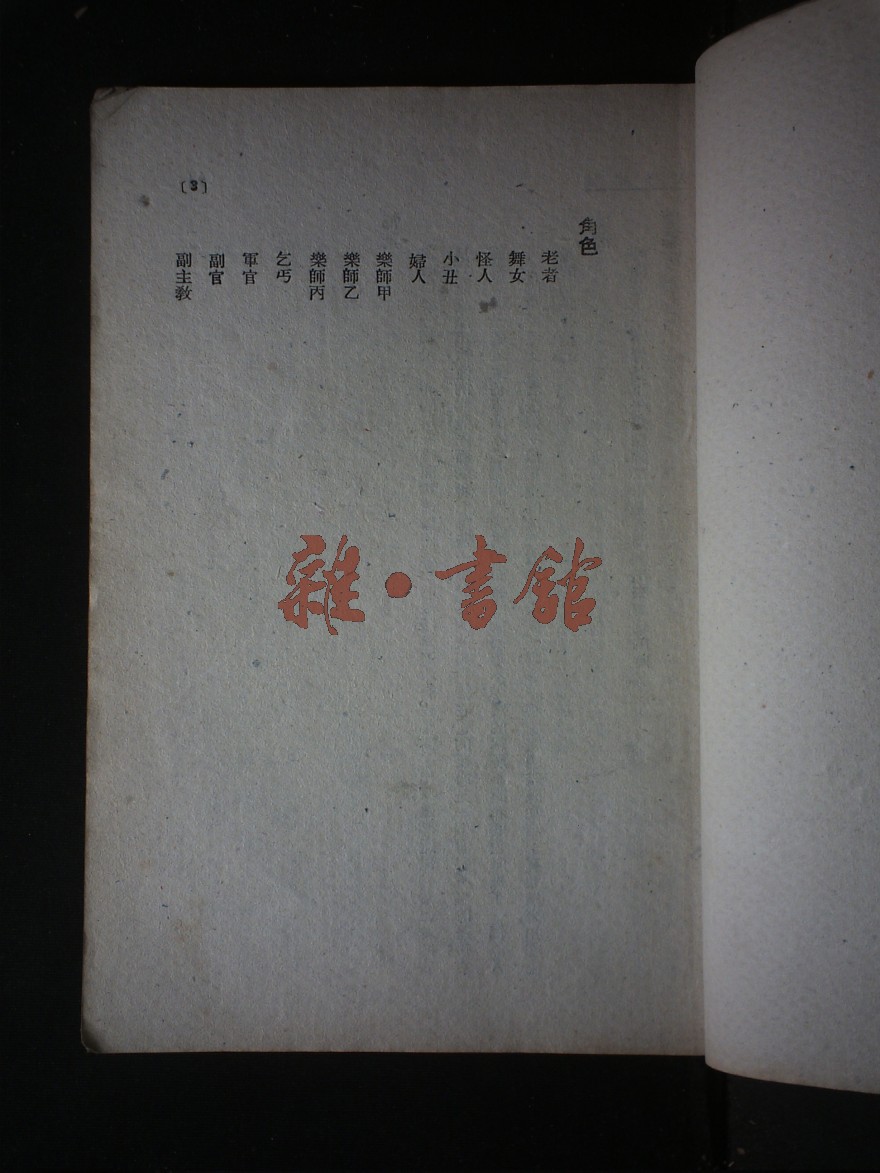 角色
老者
舞女
怪人
小丑
婦人
樂師甲
樂師乙
樂師丙
乞丐
軍官
副官
副主教
〔3〕
雜·書館